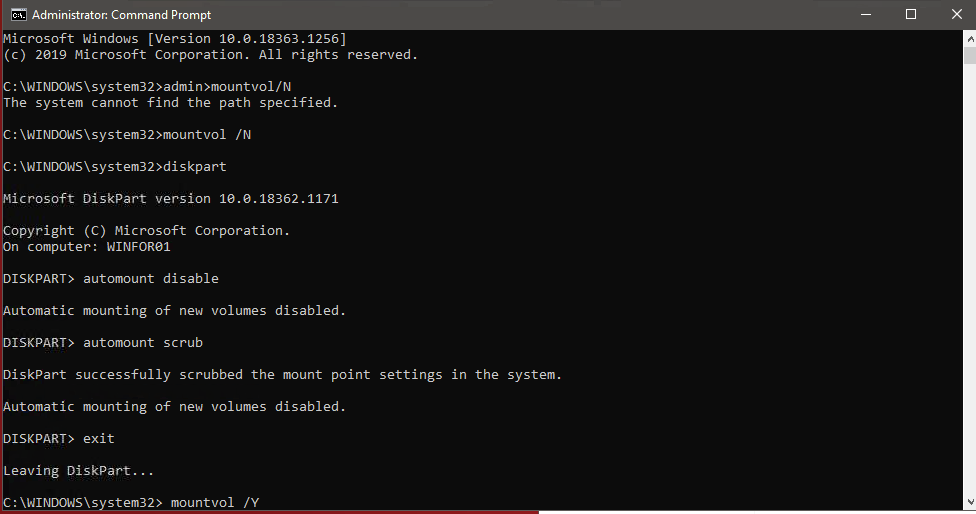 Administrator: Command Prompt
Microsoft Windows [Version 10.0.18363.1256]
(c) 2019 Microsoft Corporation. All rights reserved.
C:\WINDOWS\system32>admin>mountvol/N
The system cannot find the path specified.
C:\WINDOWS\system32>mountvol /N
C:\WINDOWS\system32>diskpart
Microsoft DiskPart version 10.0.18362.1171
Copyright (C) Microsoft Corporation.
On computer: WINFOR01
DISKPART> automount disable
Automatic mounting of new volumes disabled.
DISKPART> automount scrub
DiskPart successfully scrubbed the mount point settings in the system.
Automatic mounting of new volumes disabled.
DISKPART> exit
Leaving DiskPart...
C:\WINDOWS\system32> mountvol /Y